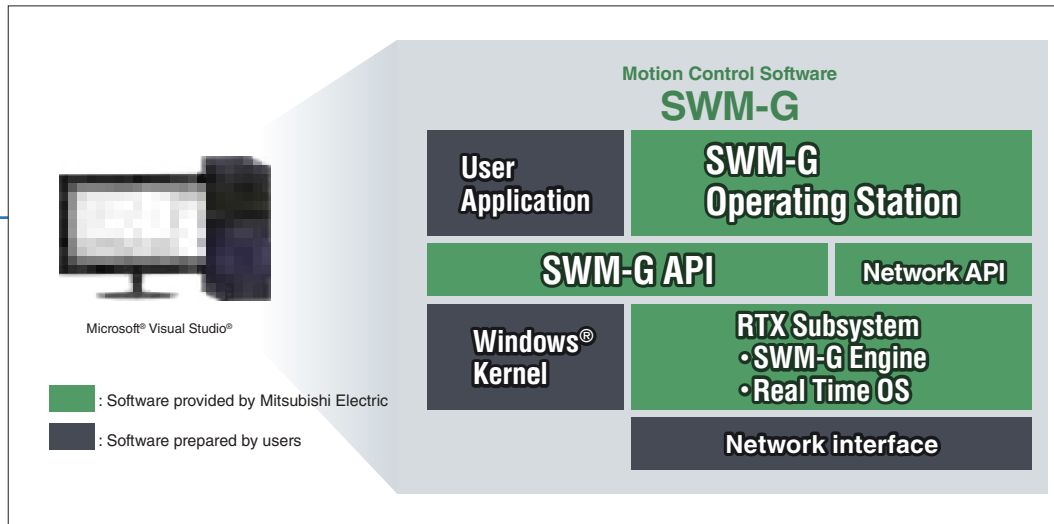 Motion Control Software
SWM-G
User
Application
SWM-G
Operating Station
SWM-G API
Network API
Microsoft® Visual Studio®
Windows®
Kernel
RTX Subsystem
・SWM-G Engine
・Real Time OS
Network interface
: Software provided by Mitsubishi Electric
: Software prepared by users